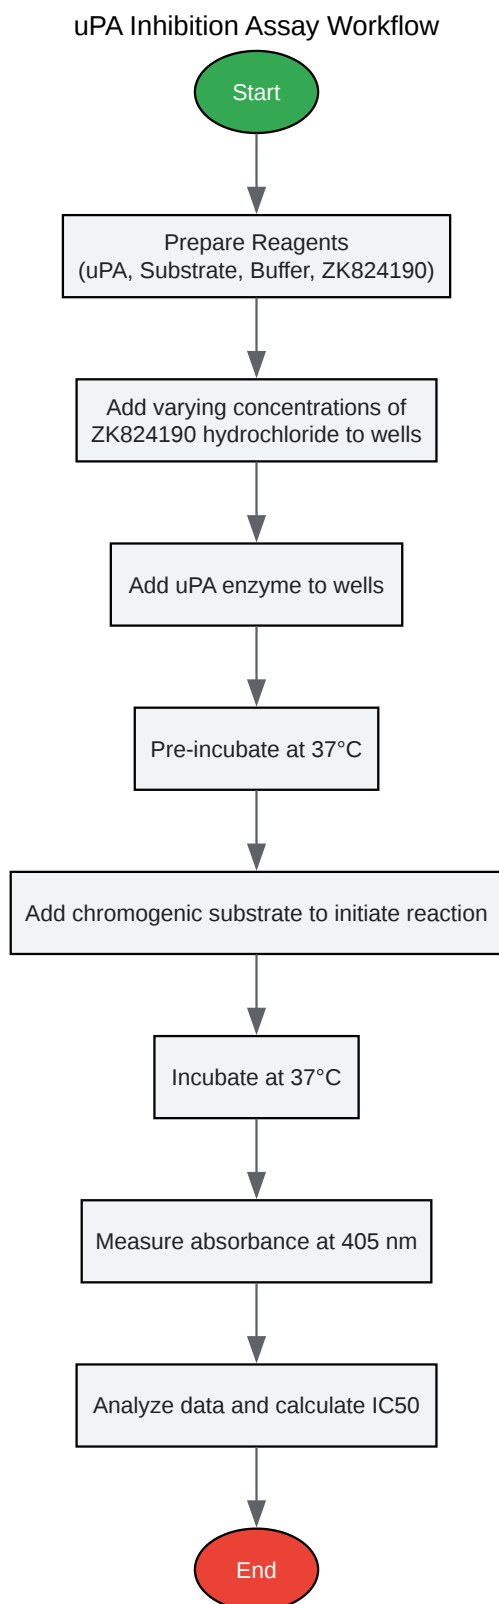 uPA Inhibition Assay Workflow
Start
Prepare Reagents
(uPA, Substrate, Buffer, ZK824190)
Add varying concentrations of
ZK824190 hydrochloride to wells
Add uPA enzyme to wells
Pre-incubate at 37°C
Add chromogenic substrate to initiate reaction
Incubate at 37°C
Measure absorbance at 405 nm
Analyze data and calculate IC50
End